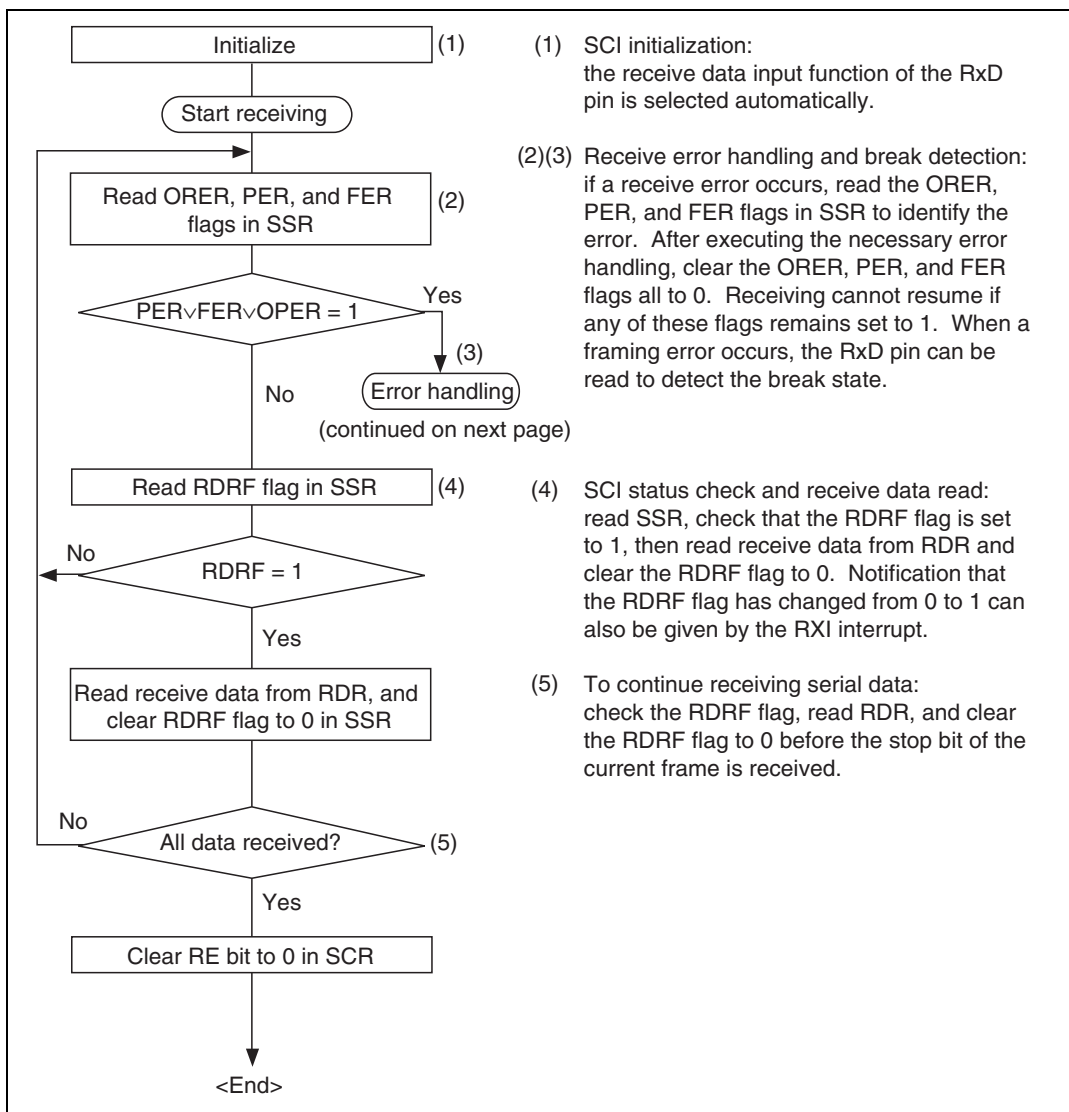 Initialize
(1)
Start receiving
Read ORER, PER, and FER
flags in SSR
(2)
PER∨FER∨OPER = 1
Yes
(3)
Error handling
(continued on next page)
No
Read RDRF flag in SSR
(4)
No
RDRF = 1
Yes
Read receive data from RDR, and
clear RDRF flag to 0 in SSR
No
All data received?
(5)
Yes
Clear RE bit to 0 in SCR
<End>
(1) SCI initialization:
the receive data input function of the RxD
pin is selected automatically.
(2)(3) Receive error handling and break detection:
if a receive error occurs, read the ORER,
PER, and FER flags in SSR to identify the
error. After executing the necessary error
handling, clear the ORER, PER, and FER
flags all to 0. Receiving cannot resume if
any of these flags remains set to 1. When a
framing error occurs, the RxD pin can be
read to detect the break state.
(4) SCI status check and receive data read:
read SSR, check that the RDRF flag is set
to 1, then read receive data from RDR and
clear the RDRF flag to 0. Notification that
the RDRF flag has changed from 0 to 1 can
also be given by the RXI interrupt.
(5) To continue receiving serial data:
check the RDRF flag, read RDR, and clear
the RDRF flag to 0 before the stop bit of the
current frame is received.